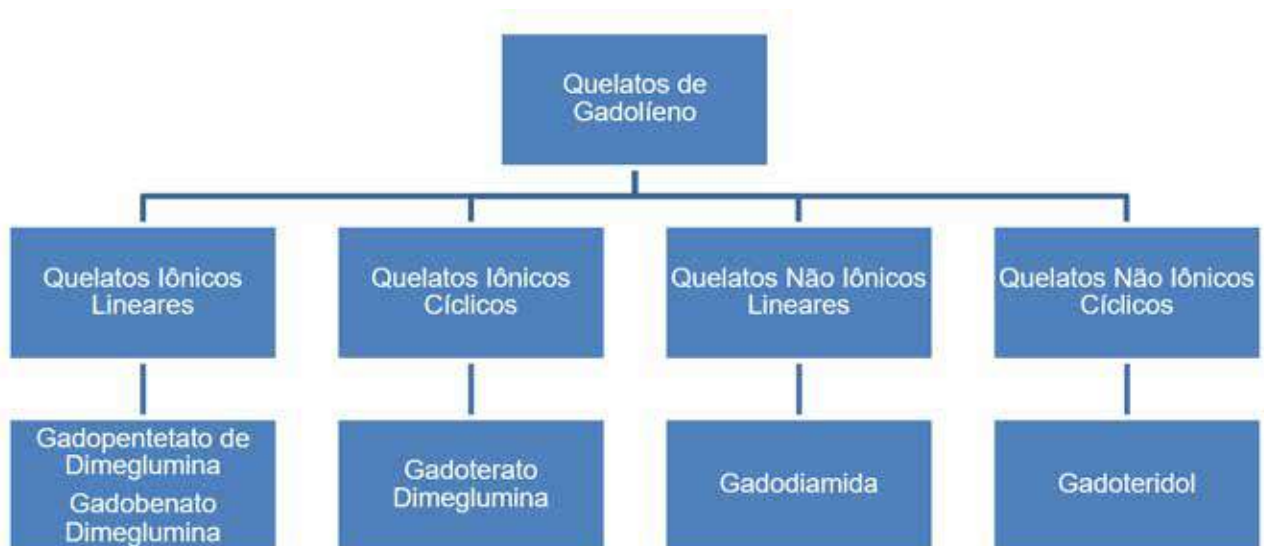 Quelatos de
Gadolíeno
Quelatos Iônicos
Lineares
Quelatos Iônicos
Cíclicos
Quelatos Não Iônicos
Lineares
Quelatos Não Iônicos
Cíclicos
Gadopentetato de
Dimeglumina
Gadobenato
Dimeglumina
Gadoterato
Dimeglumina
Gadodiamida
Gadoteridol